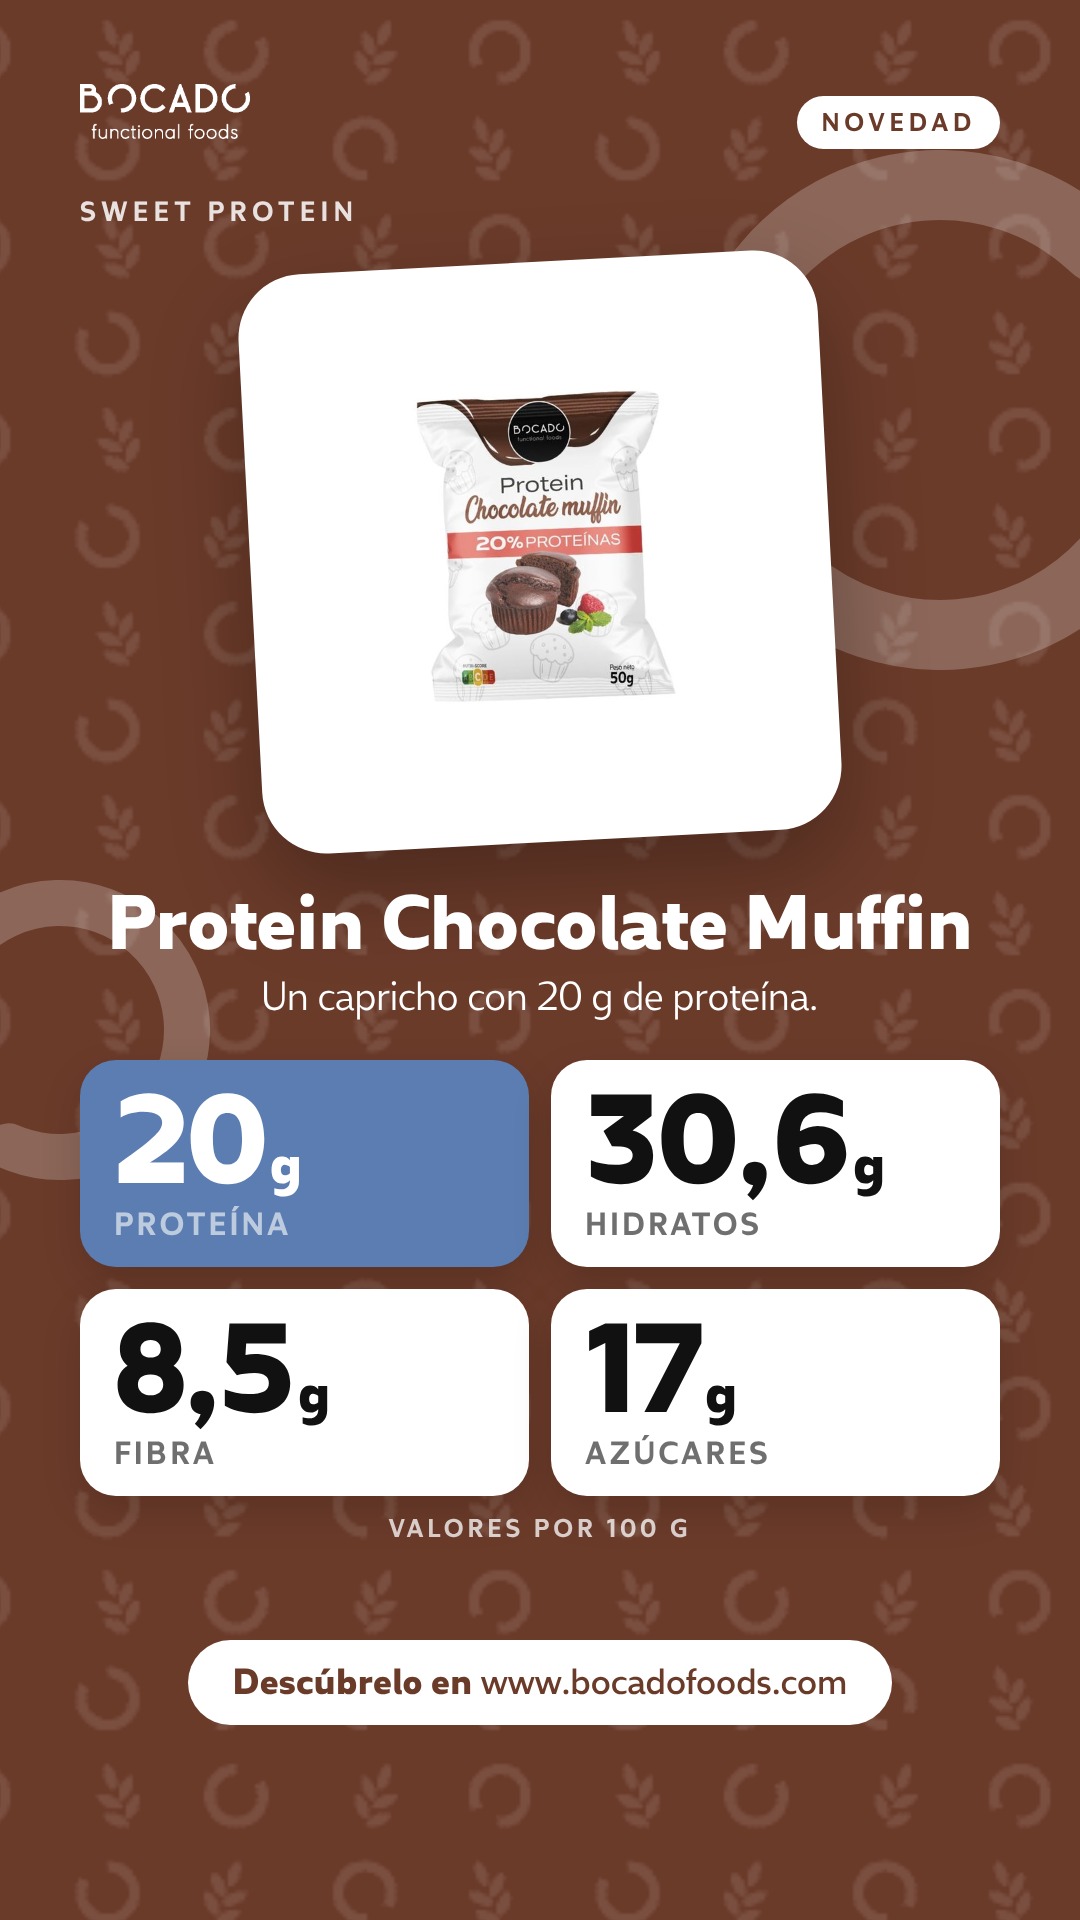 BOCADO
functional foods
NOVEDAD
SWEET PROTEIN
BOCADO
functional foods
Protein
Chocolate muffin
20% PROTEÍNAS
NUTRI-SCORE
C
Peso neto
50g
Protein Chocolate Muffin
Un capricho con 20 g de proteína.
20g
PROTEÍNA
30,6g
HIDRATOS
8,5g
FIBRA
17g
AZÚCARES
VALORES POR 100 G
Descúbrelo en www.bocadofoods.com